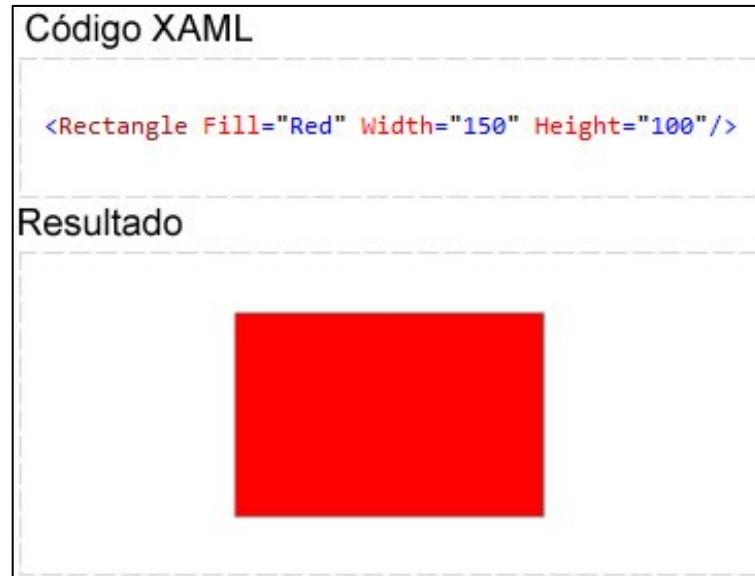 Código XAML
<Rectangle Fill="Red" Width="150" Height="100"/>
Resultado